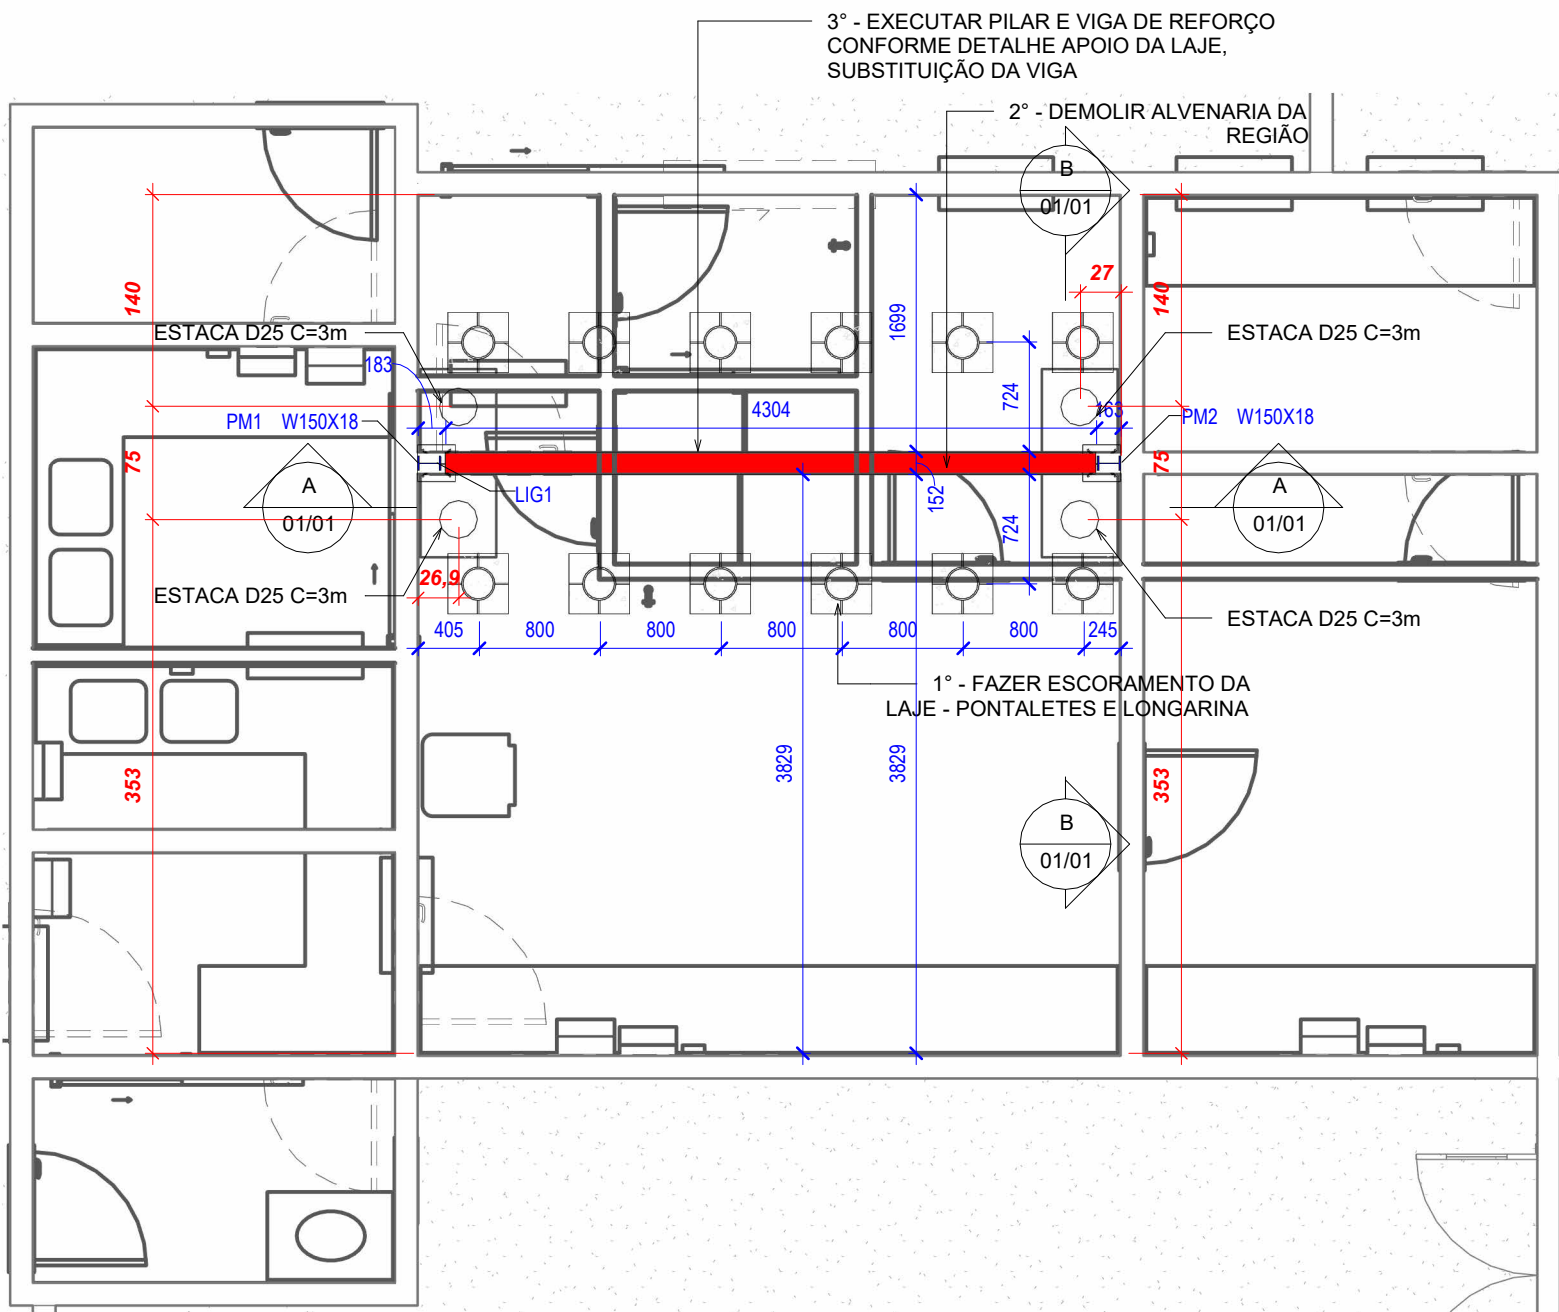 3° - EXECUTAR PILAR E VIGA DE REFORÇO
CONFORME DETALHE APOIO DA LAJE,
SUBSTITUIÇÃO DA VIGA
2° - DEMOLIR ALVENARIA DA
REGIÃO
B
01/01
27
140
140
1699
ESTACA D25 C=3m
ESTACA D25 C=3m
183
724
4304
163
PM1 W150X18
PM2 W150X18
75
75
A
01/01
LIG1
152
A
01/01
724
26,9
ESTACA D25 C=3m
ESTACA D25 C=3m
405
800
800
800
800
800
245
1° - FAZER ESCORAMENTO DA
LAJE - PONTALETES E LONGARINA
353
3829
3829
353
B
01/01